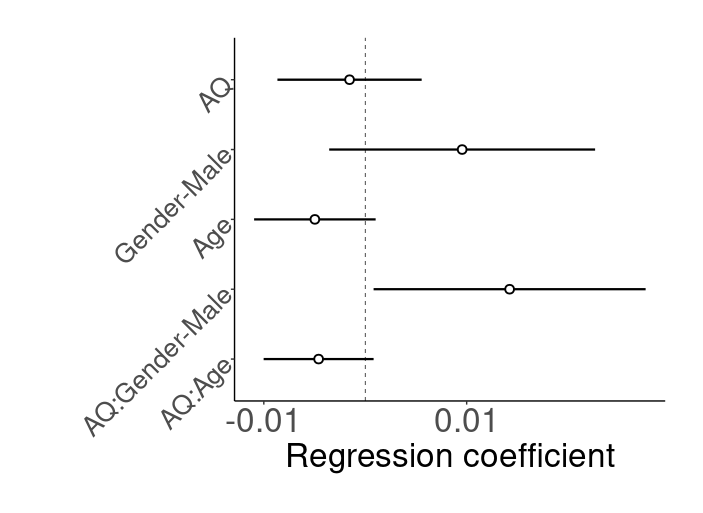 AQ
Gender-Male
Age
AQ:Gender-Male
AQ:Age
-0.01 0.01
Regression coefficient